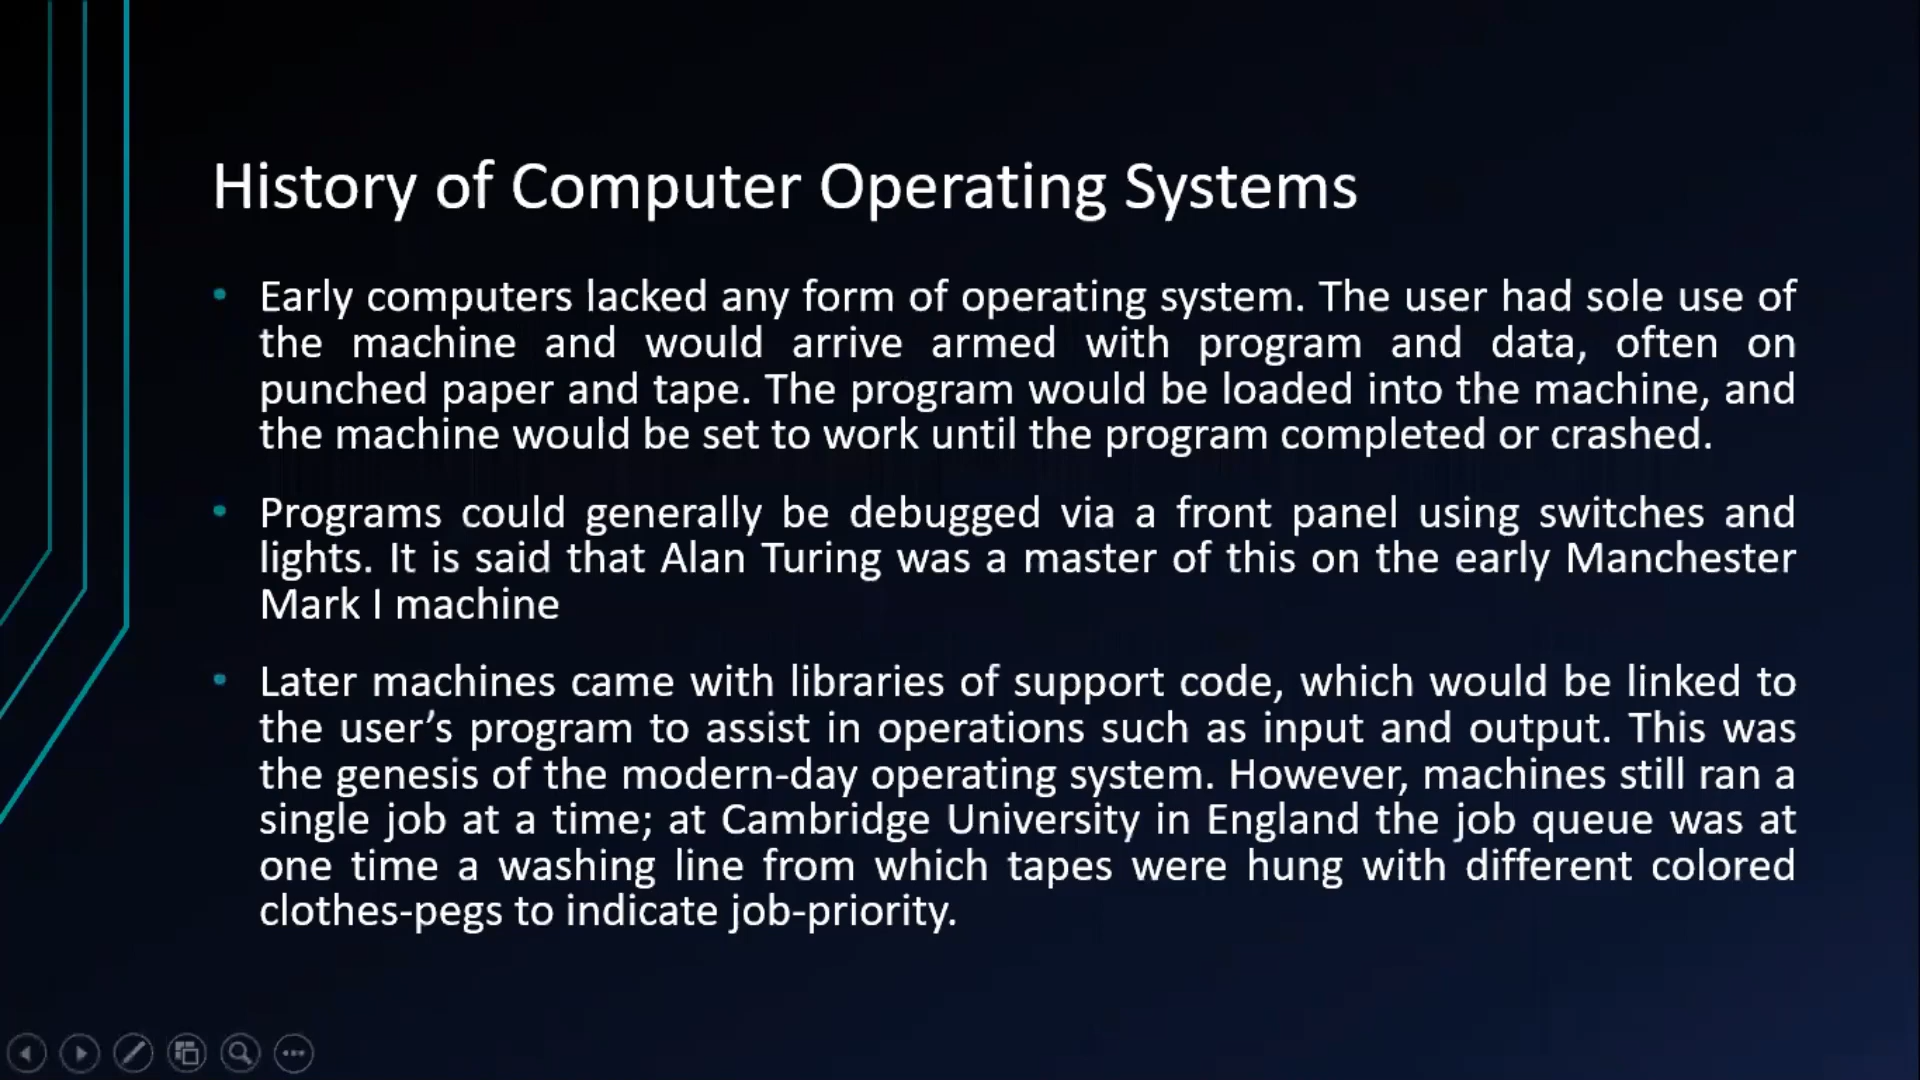 History of Computer Operating Systems
• Early computers lacked any form of operating system. The user had sole use of
the machine and would arrive armed with program and data, often on
punched paper and tape. The program would be loaded into the machine, and
the machine would be set to work until the program completed or crashed.
• Programs could generally be debugged via a front panel using switches and
lights. It is said that Alan Turing was a master of this on the early Manchester
Mark I machine
• Later machines came with libraries of support code, which would be linked to
the user’s program to assist in operations such as input and output. This was
the genesis of the modern-day operating system. However, machines still ran a
single job at a time; at Cambridge University in England the job queue was at
one time a washing line from which tapes were hung with different colored
clothes-pegs to indicate job-priority.